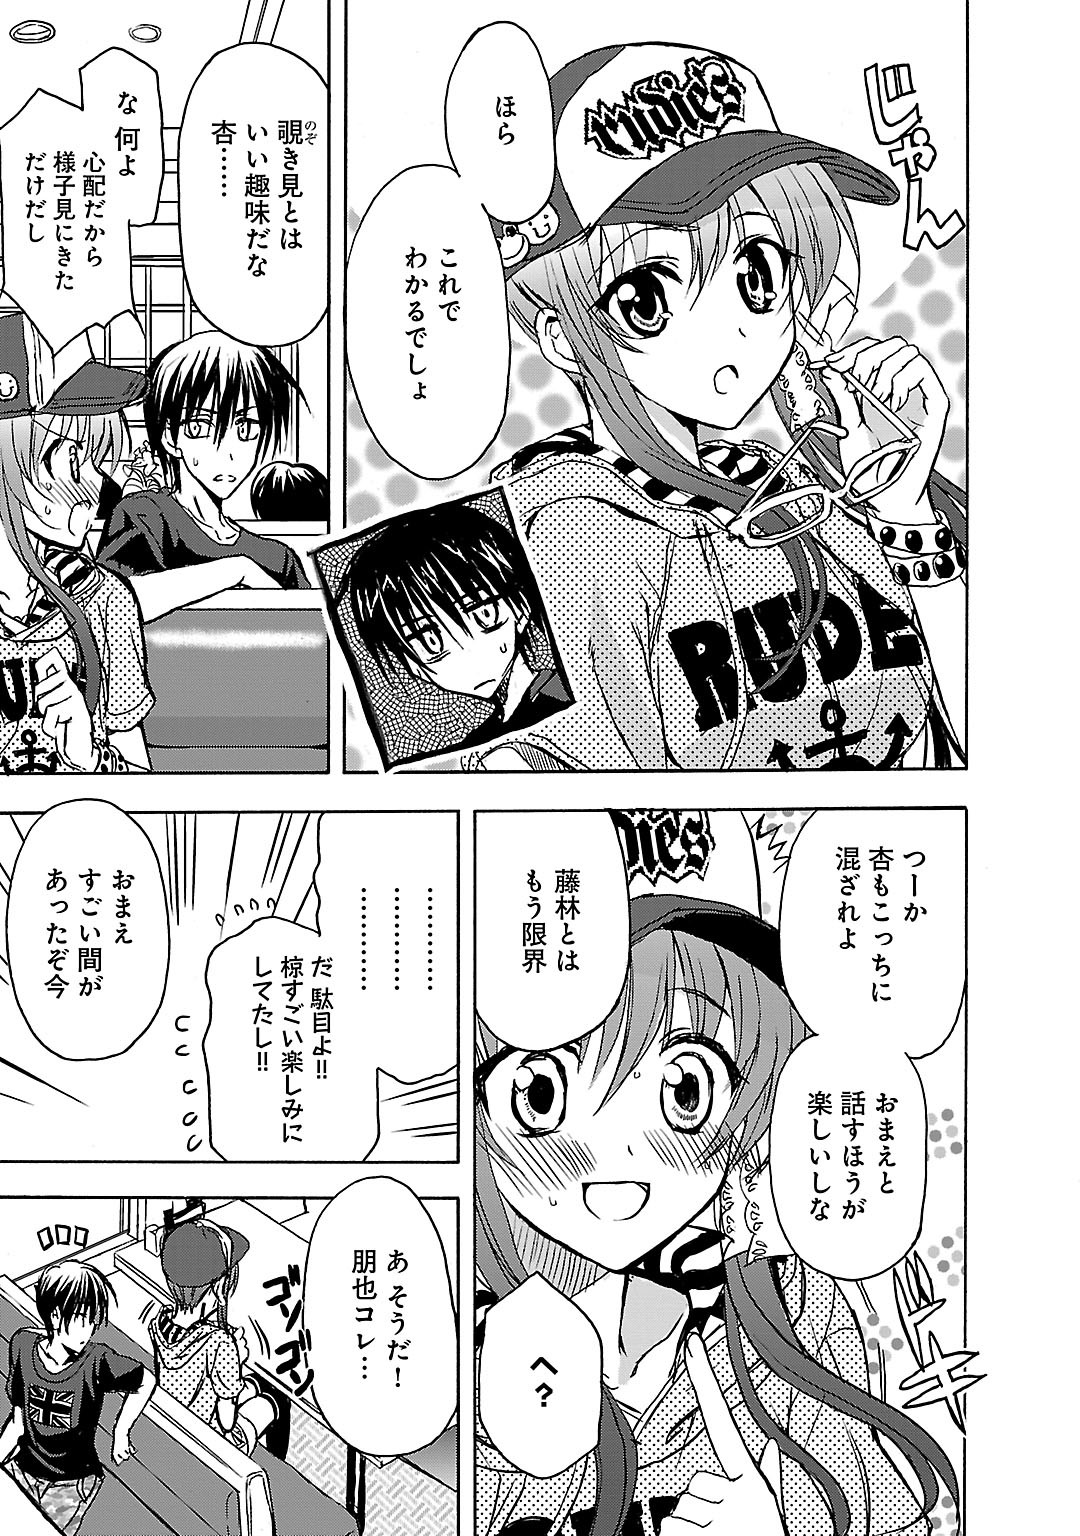 じゃん
rudies
ほら
これで
わかるでしょ
RUDE
覗き見とは
のぞ
いい趣味だな
杏……
な 何よ
心配だから
様子見にきた
だけだし
つーか
杏もこっちに
混ざれよ
おまえと
話すほうが
楽しいしな
藤林とは
もう限界
ドキ
へ?
………………
………………
だ 駄目よ!!
椋すごい楽しみに
してたし!!
おまえ
すごい間が
あったぞ今
あ そうだ!
朋也コレ…
ゴソゴソ